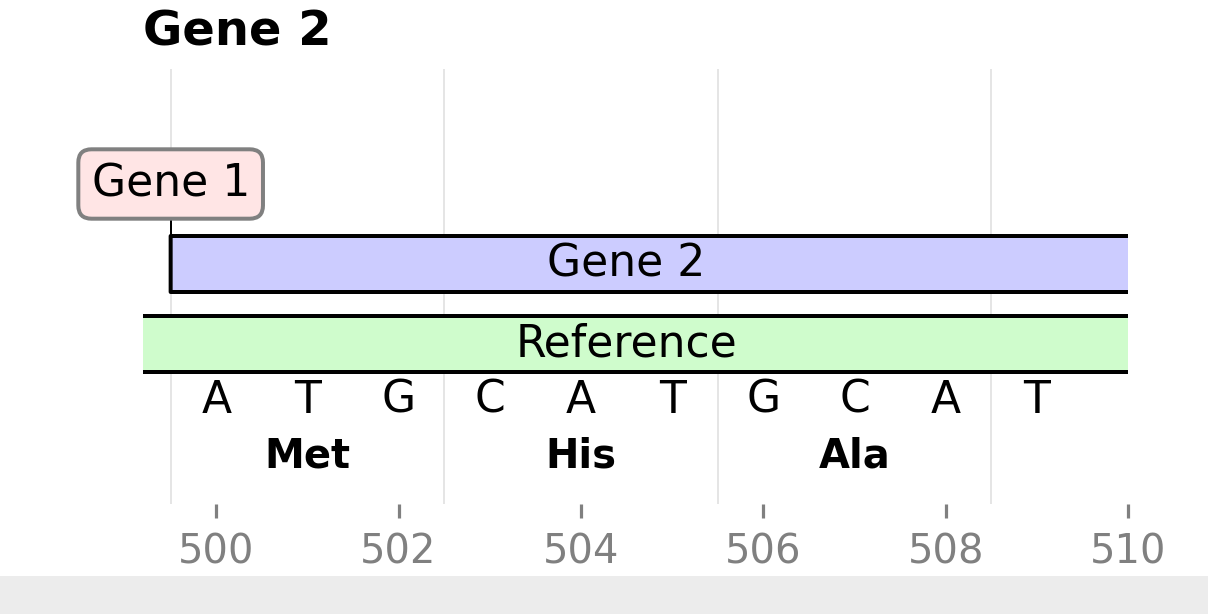 Gene 2
Gene 1
Gene 2
Reference
A T G C A T G C A T
Met His Ala
500 502 504 506 508 510